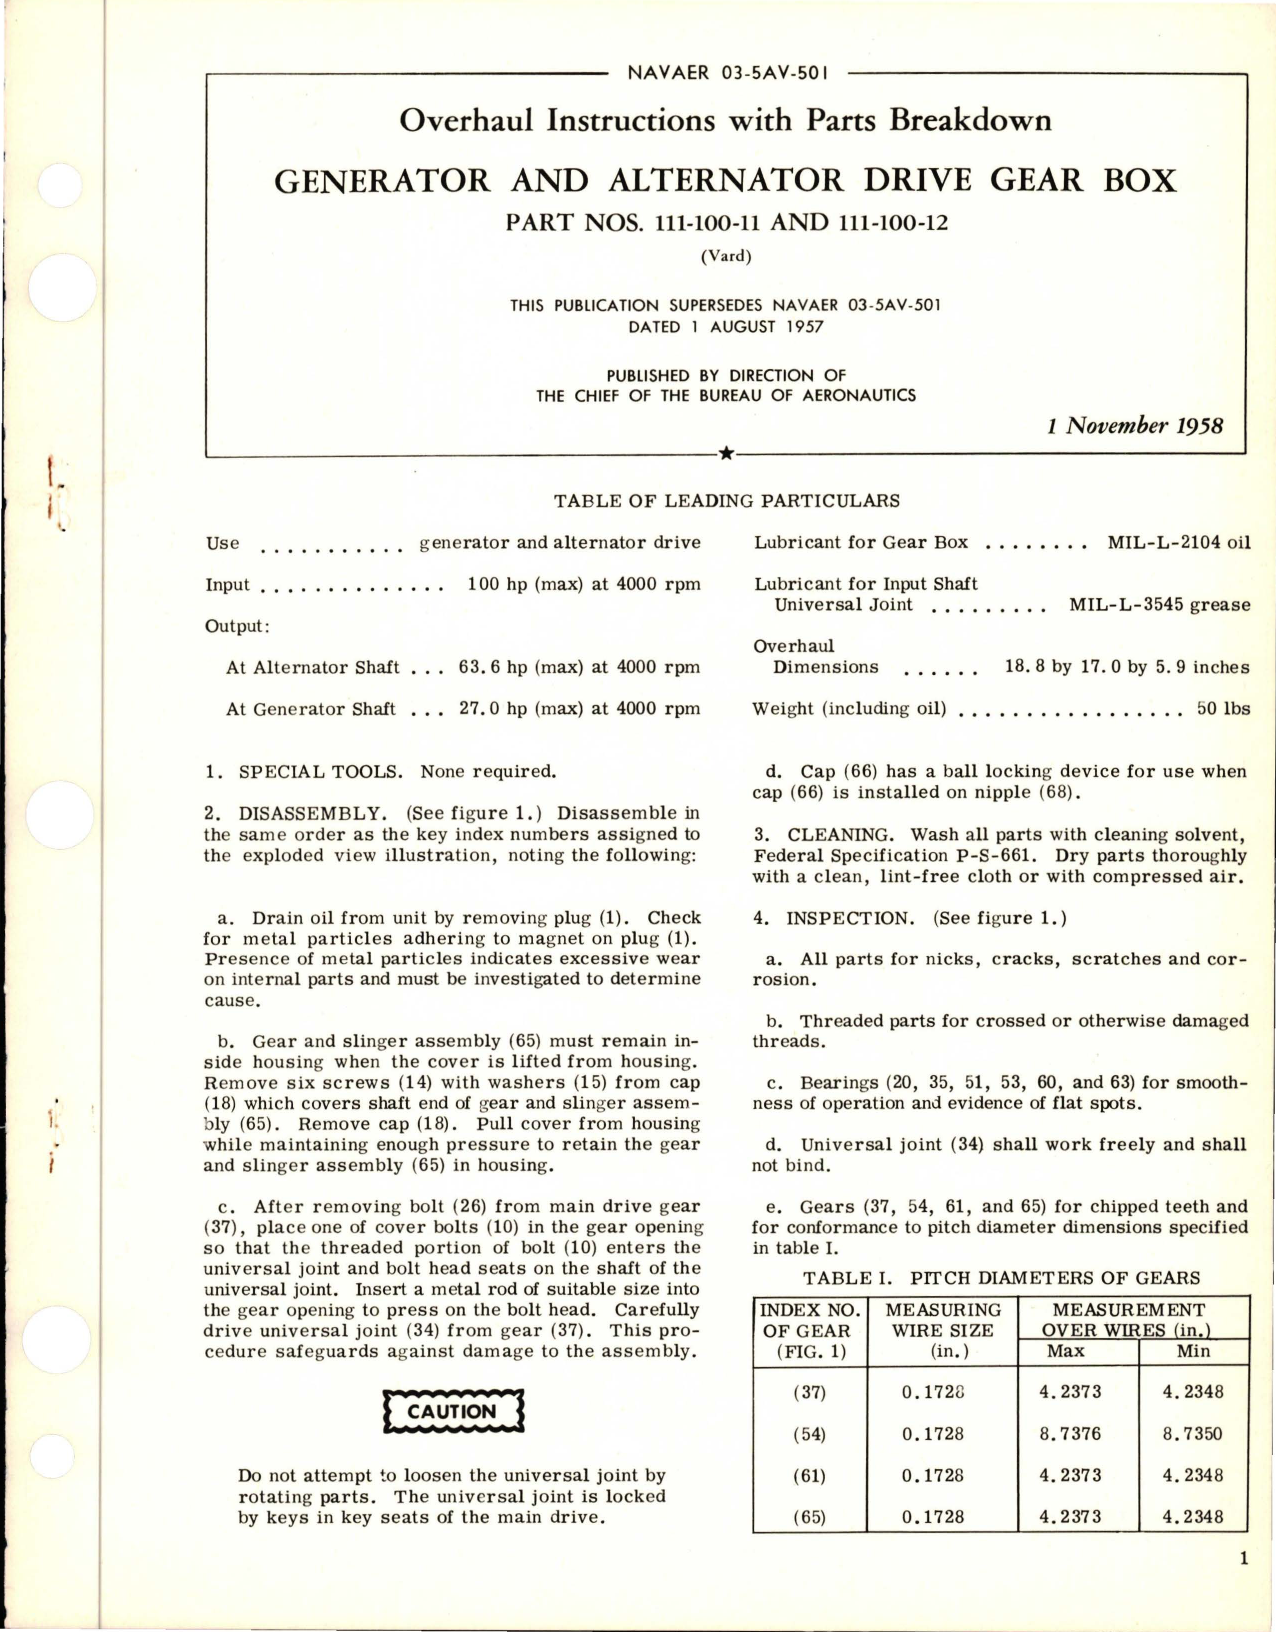 NAVAER 03-5AV-501
Overhaul Instructions with Parts Breakdown
GENERATOR AND ALTERNATOR DRIVE GEAR BOX
PART NOS. 111-100-11 AND 111-100-12
(Vard)
THIS PUBLICATION SUPERSEDES NAVAER 03-5AV-501
DATED 1 AUGUST 1957
PUBLISHED BY DIRECTION OF
THE CHIEF OF THE BUREAU OF AERONAUTICS
1 November 1958
TABLE OF LEADING PARTICULARS
Use . . . . . . . . . . . generator and alternator drive
Input . . . . . . . . . . . . . . 100 hp (max) at 4000 rpm
Output:
At Alternator Shaft . . . 63.6 hp (max) at 4000 rpm
At Generator Shaft . . . 27.0 hp (max) at 4000 rpm
Lubricant for Gear Box . . . . . . . . MIL-L-2104 oil
Lubricant for Input Shaft
Universal Joint . . . . . . . . . MIL-L-3545 grease
Overhaul
Dimensions . . . . . . 18.8 by 17.0 by 5.9 inches
Weight (including oil) . . . . . . . . . . . . . . . . . 50 lbs
1. SPECIAL TOOLS. None required.
2. DISASSEMBLY. (See figure 1.) Disassemble in
the same order as the key index numbers assigned to
the exploded view illustration, noting the following:
a. Drain oil from unit by removing plug (1). Check
for metal particles adhering to magnet on plug (1).
Presence of metal particles indicates excessive wear
on internal parts and must be investigated to determine
cause.
b. Gear and slinger assembly (65) must remain in-
side housing when the cover is lifted from housing.
Remove six screws (14) with washers (15) from cap
(18) which covers shaft end of gear and slinger assem-
bly (65). Remove cap (18). Pull cover from housing
while maintaining enough pressure to retain the gear
and slinger assembly (65) in housing.
c. After removing bolt (26) from main drive gear
(37), place one of cover bolts (10) in the gear opening
so that the threaded portion of bolt (10) enters the
universal joint and bolt head seats on the shaft of the
universal joint. Insert a metal rod of suitable size into
the gear opening to press on the bolt head. Carefully
drive universal joint (34) from gear (37). This pro-
cedure safeguards against damage to the assembly.
CAUTION
Do not attempt to loosen the universal joint by
rotating parts. The universal joint is locked
by keys in key seats of the main drive.
d. Cap (66) has a ball locking device for use when
cap (66) is installed on nipple (68).
3. CLEANING. Wash all parts with cleaning solvent,
Federal Specification P-S-661. Dry parts thoroughly
with a clean, lint-free cloth or with compressed air.
4. INSPECTION. (See figure 1.)
a. All parts for nicks, cracks, scratches and cor-
rosion.
b. Threaded parts for crossed or otherwise damaged
threads.
c. Bearings (20, 35, 51, 53, 60, and 63) for smooth-
ness of operation and evidence of flat spots.
d. Universal joint (34) shall work freely and shall
not bind.
e. Gears (37, 54, 61, and 65) for chipped teeth and
for conformance to pitch diameter dimensions specified
in table I.
TABLE I. PITCH DIAMETERS OF GEARS
INDEX NO. MEASURING MEASUREMENT
OF GEAR WIRE SIZE OVER WIRES (in.)
(FIG. 1) (in.) Max Min
(37) 0.1728 4.2373 4.2348
(54) 0.1728 8.7376 8.7350
(61) 0.1728 4.2373 4.2348
(65) 0.1728 4.2373 4.2348
1